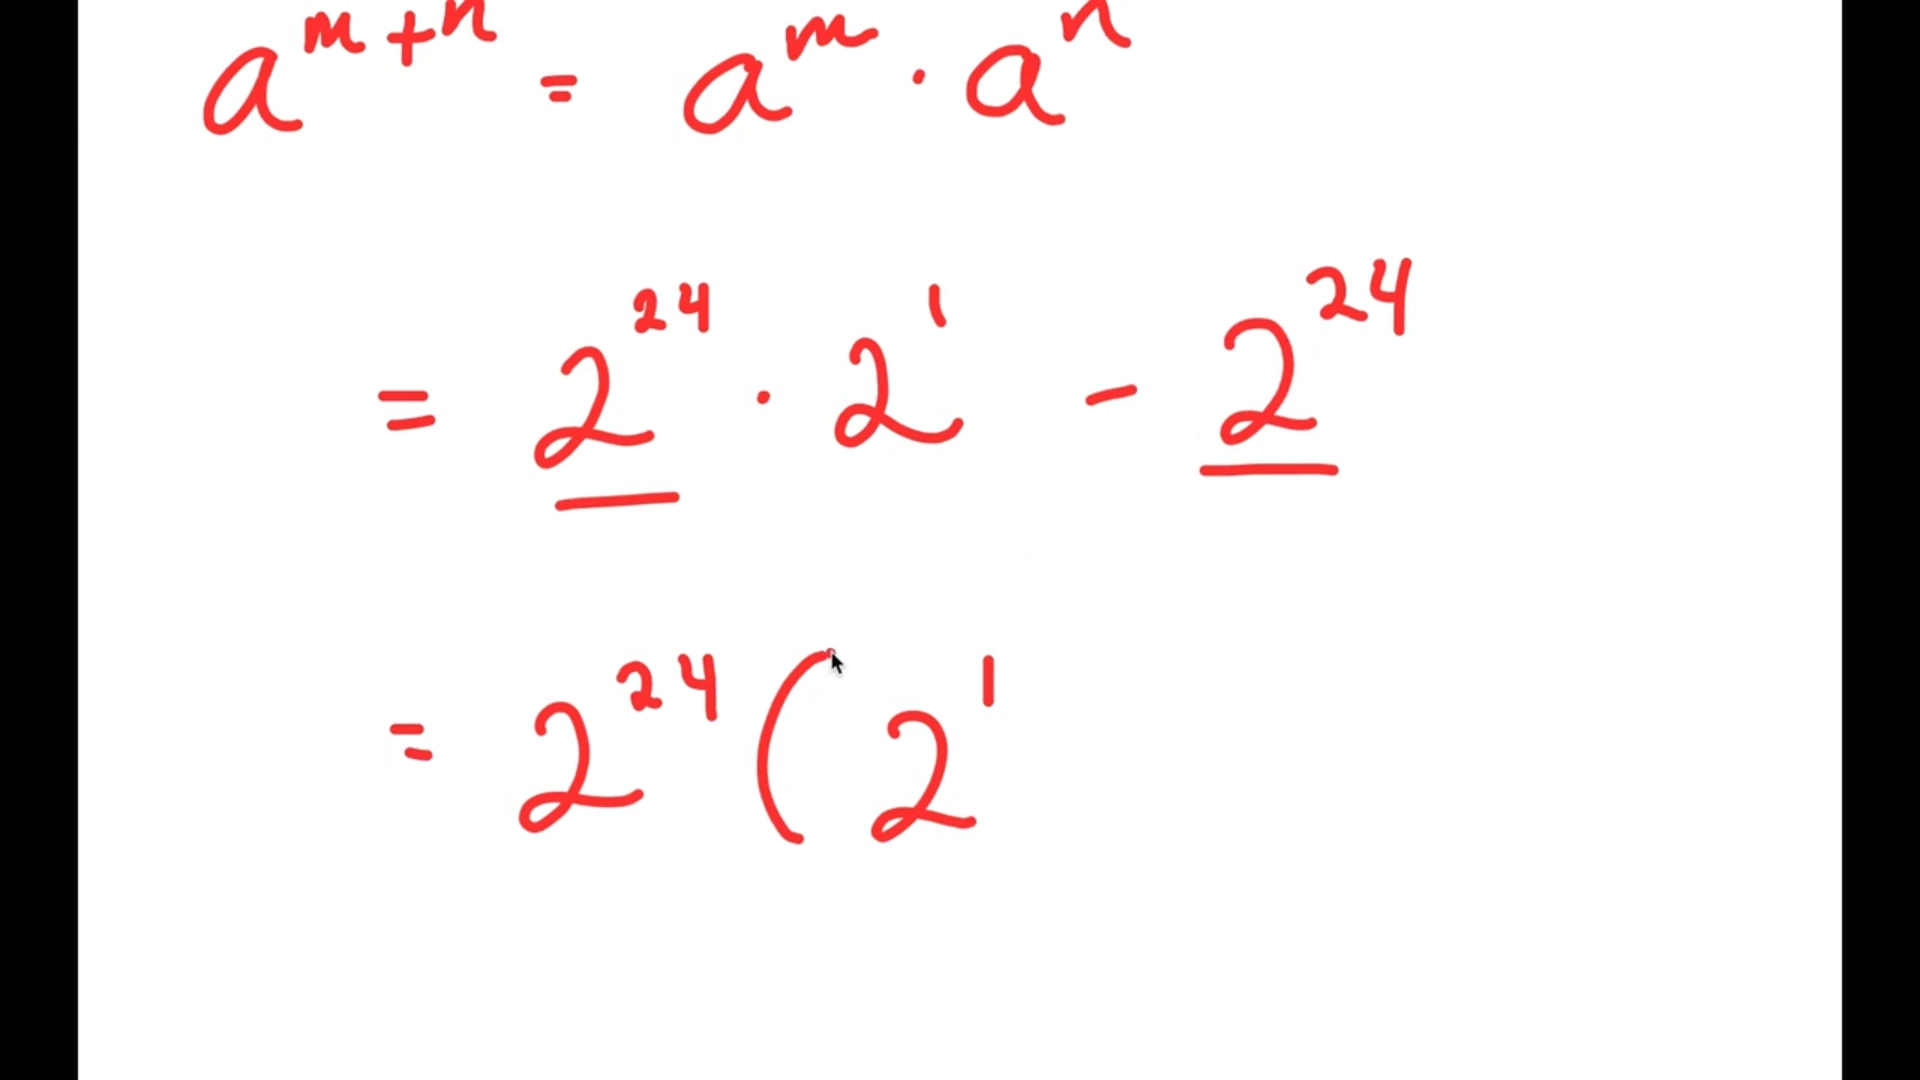 a^{m+n} = a^m · a^n
= 2^{24} · 2^1 - 2^{24}
= 2^{24} ( 2^1